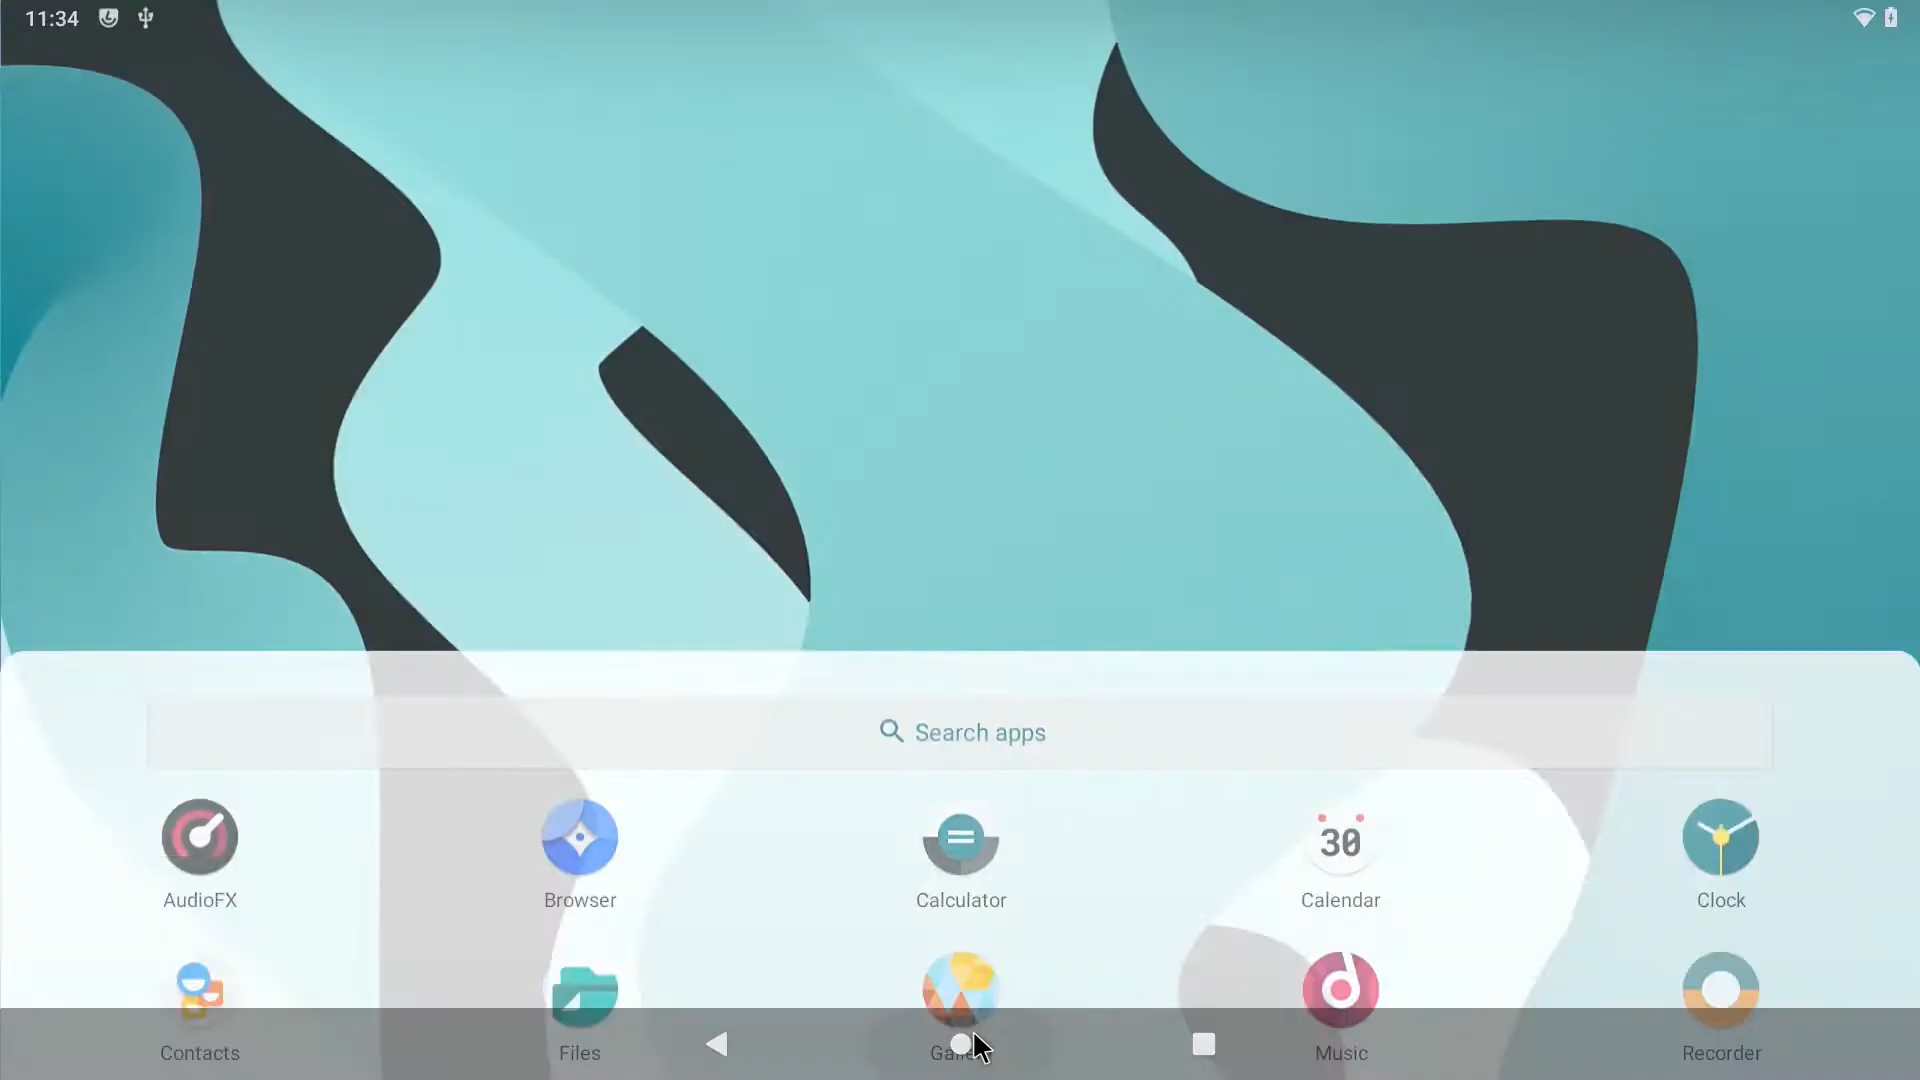 11:34
Search apps
AudioFX
Browser
Calculator
30
Calendar
Clock
Contacts
Files
Music
Recorder